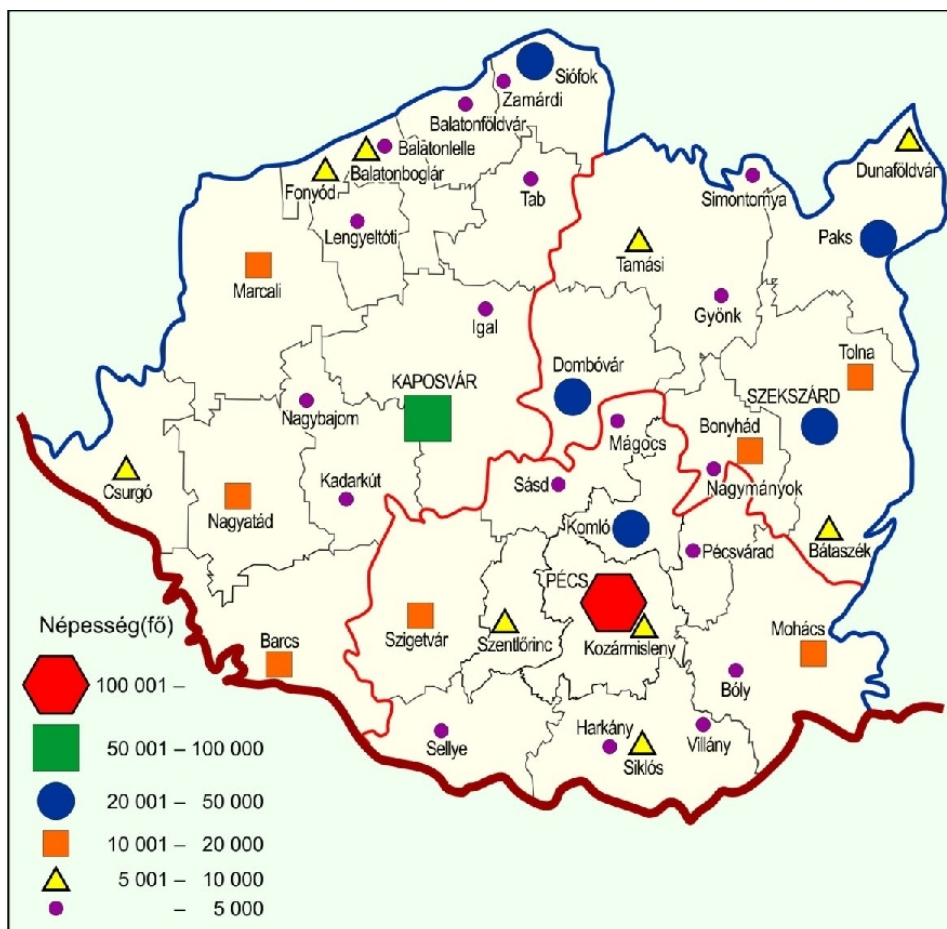 Siófok
Zamárdi
Balatonföldvár
Balatonlelle
Balatonboglár
Fonyód
Dunaföldvár
Tab
Simontornya
Lengyeltóti
Paks
Tamási
Marcali
Gyönk
Igal
Tolna
Dombóvár
KAPOSVÁR
SZEKSZÁRD
Nagybajom
Mágocs
Bonyhád
Csurgó
Kadarkút
Sásd
Nagymányok
Nagyatád
Komló
Bátaszék
Pécsvárad
PÉCS
Népesség(fő)
Szigetvár
Szentlőrinc
Kozármisleny
Mohács
Barcs
Bóly
100 001 –
Harkány
Villány
50 001 – 100 000
Sellye
Siklós
20 001 – 50 000
10 001 – 20 000
5 001 – 10 000
– 5 000